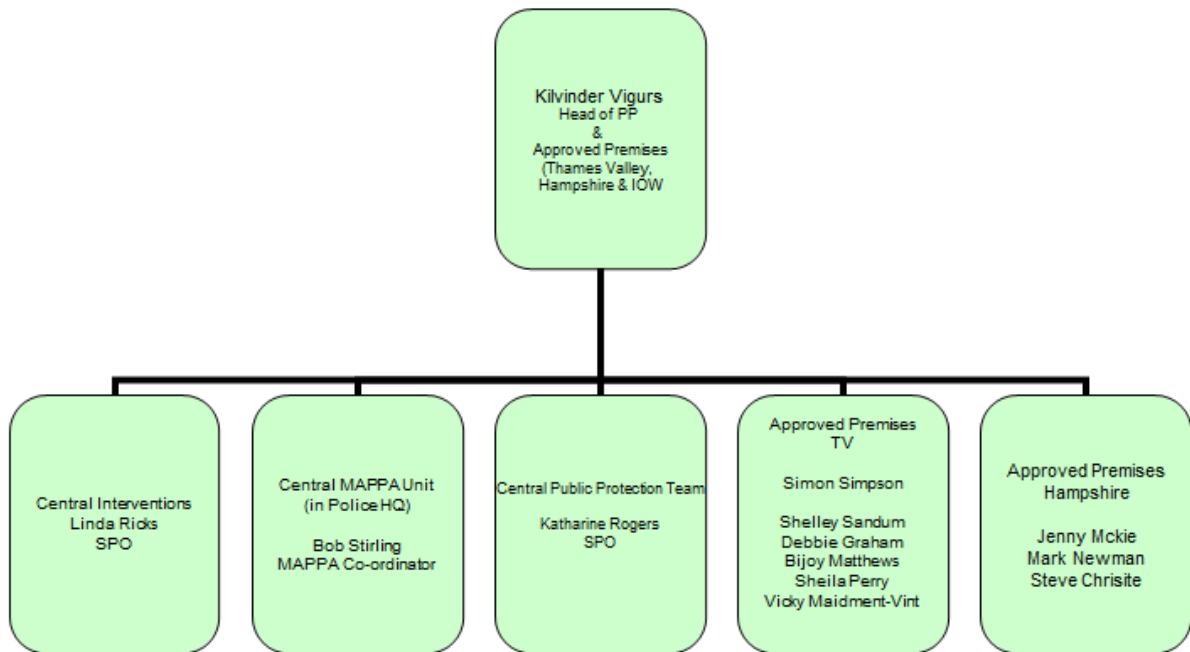 Kilvinder Vigurs
Head of PP
&
Approved Premises
(Thames Valley,
Hampshire & IOW
Central Interventions
Linda Ricks
SPO
Central MAPPA Unit
(in Police HQ)
Bob Stirling
MAPPA Co-ordinator
Central Public Protection Team
Katharine Rogers
SPO
Approved Premises
TV
Simon Simpson
Shelley Sandum
Debbie Graham
Bijoy Matthews
Sheila Perry
Vicky Maidment-Vint
Approved Premises
Hampshire
Jenny Mckie
Mark Newman
Steve Chrisite